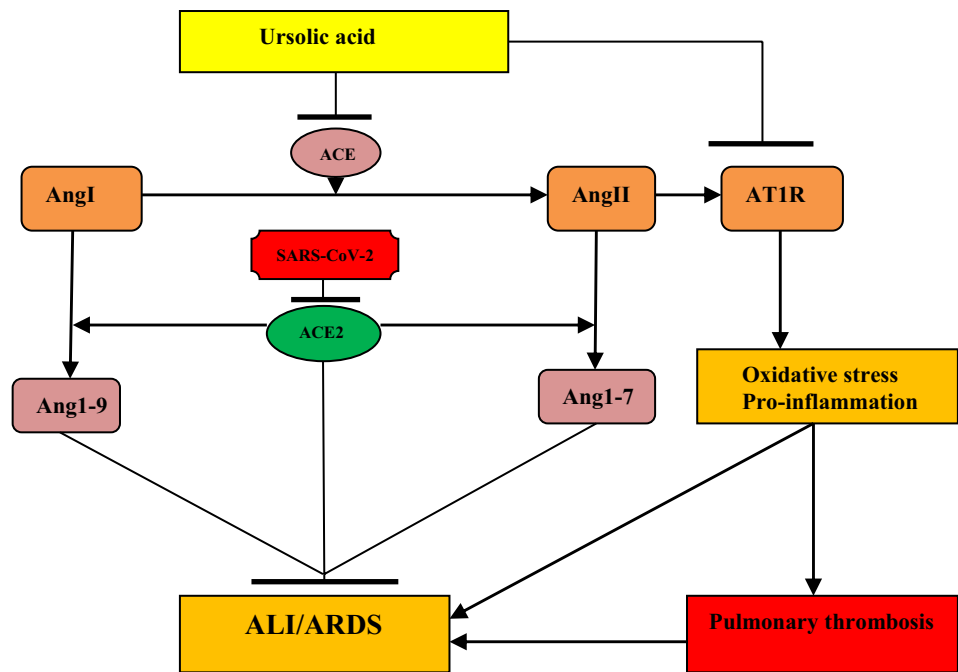 Ursolic acid
ACE
AngI
AngII
AT1R
SARS-CoV-2
ACE2
Ang1-9
Ang1-7
Oxidative stress
Pro-inflammation
ALI/ARDS
Pulmonary thrombosis